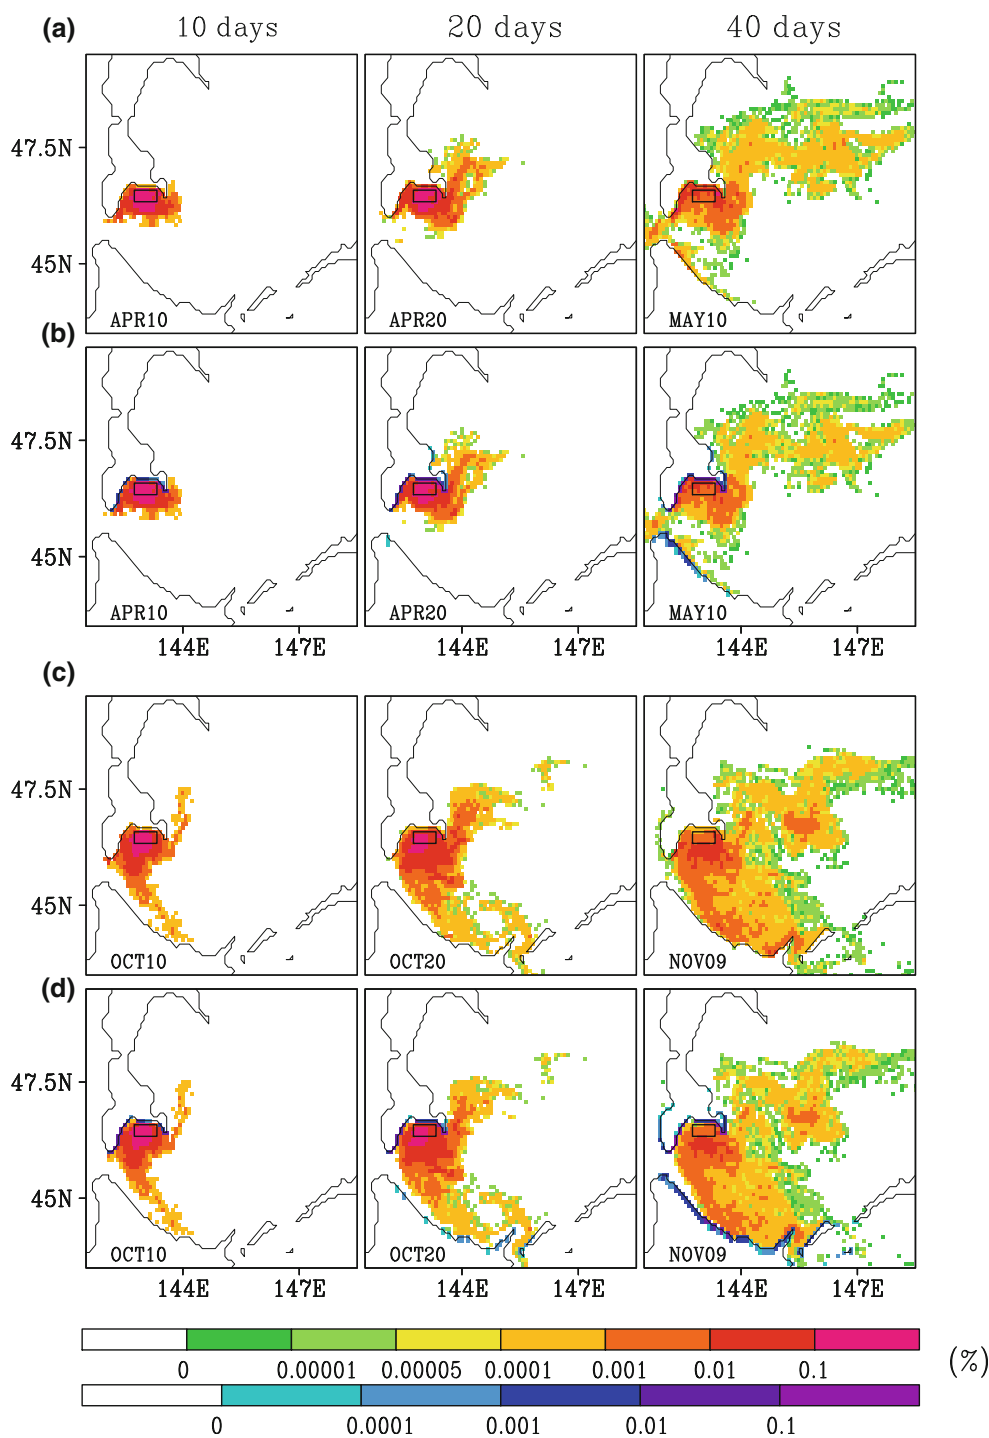 (a) 10 days 20 days 40 days
47.5N
45N
APR10 APR20 MAY10
(b)
47.5N
45N
APR10 APR20 MAY10
144E 147E 144E 147E 144E 147E
(c)
47.5N
45N
OCT10 OCT20 NOV09
(d)
47.5N
45N
OCT10 OCT20 NOV09
144E 147E 144E 147E 144E 147E
0 0.00001 0.00005 0.0001 0.001 0.01 0.1
(%)
0 0.0001 0.001 0.01 0.1